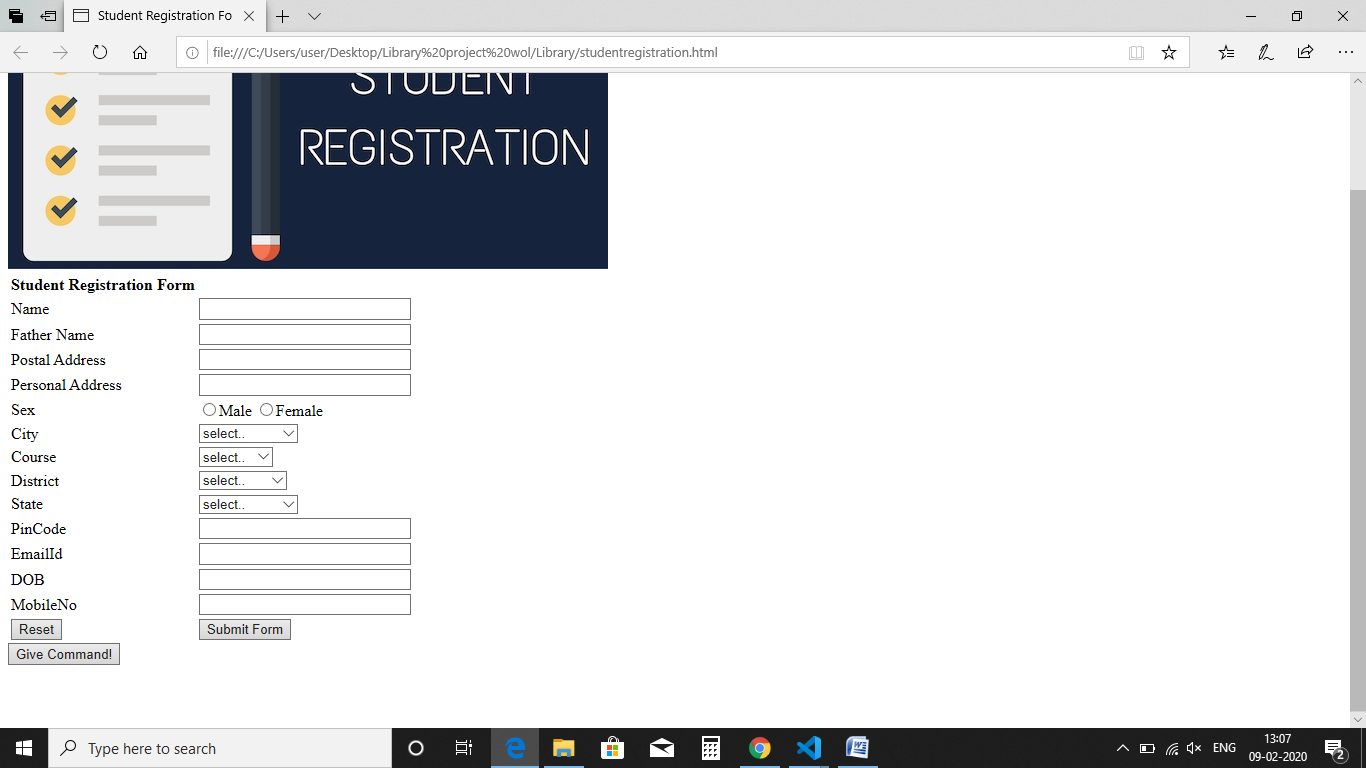 Student Registration Fo
file:///C:/Users/user/Desktop/Library%20project%20wol/Library/studentregistration.html
STUDENT
REGISTRATION
Student Registration Form
Name
Father Name
Postal Address
Personal Address
Sex Male Female
City select..
Course select..
District select..
State select..
PinCode
EmailId
DOB
MobileNo
Reset Submit Form
Give Command!
Type here to search
ENG
13:07
09-02-2020
2